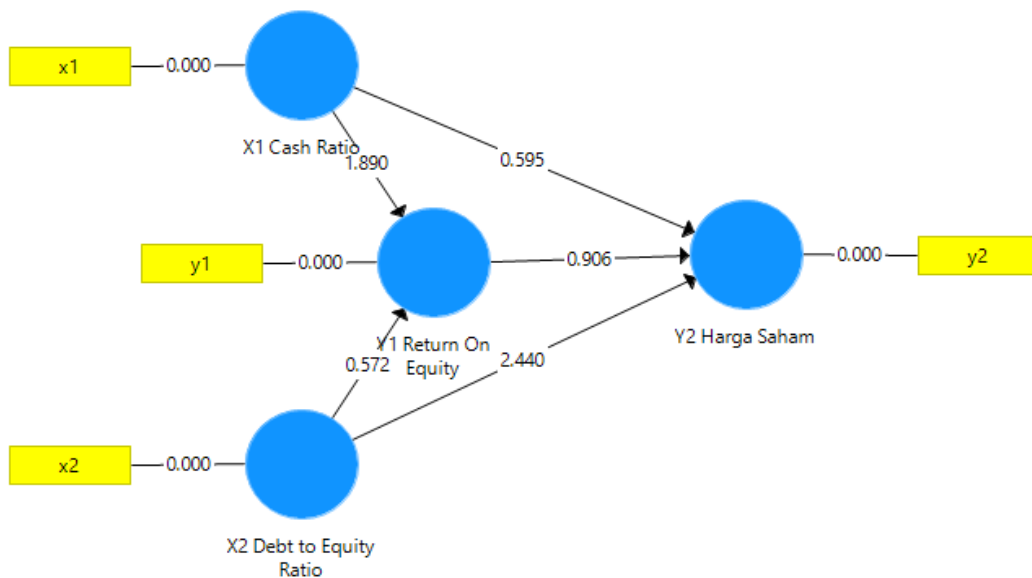 x1
0.000
X1 Cash Ratio
1.890
0.595
y1
0.000
0.906
0.000
y2
Y1 Return On
Equity
Y2 Harga Saham
0.572
2.440
x2
0.000
X2 Debt to Equity
Ratio